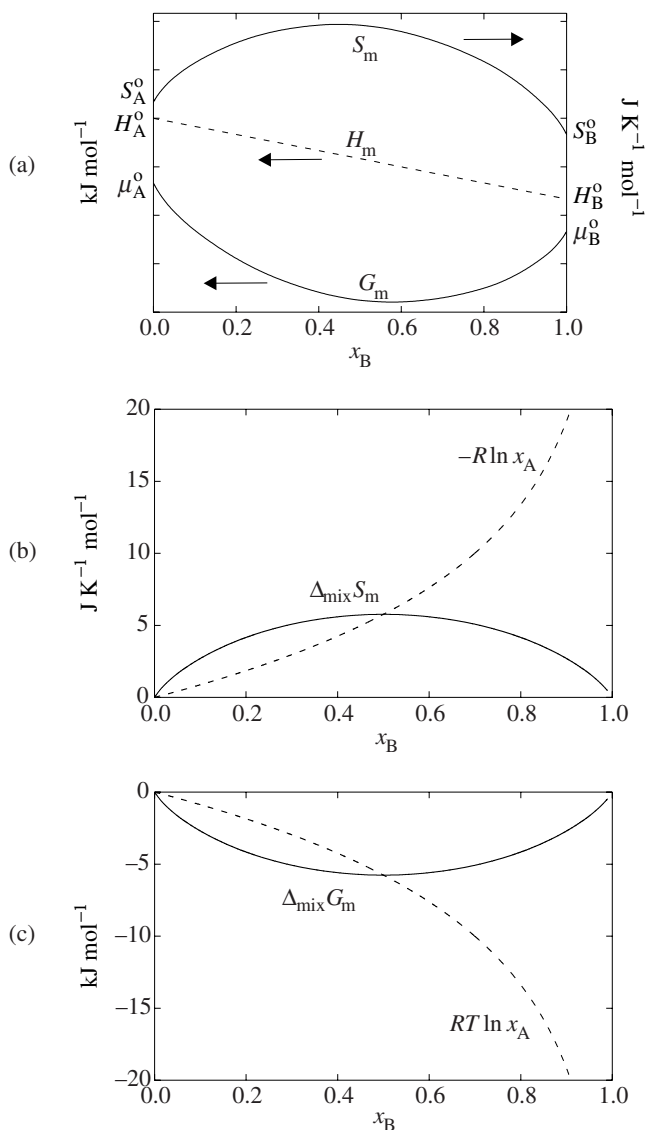 (a)
kJ mol⁻¹
S°_A
H°_A
μ°_A
S_m
H_m
G_m
S°_B
H°_B
μ°_B
J K⁻¹ mol⁻¹
0.0 0.2 0.4 0.6 0.8 1.0
x_B
(b)
J K⁻¹ mol⁻¹
20
15
10
5
0
–R ln x_A
Δ_mix S_m
0.0 0.2 0.4 0.6 0.8 1.0
x_B
(c)
kJ mol⁻¹
0
–5
–10
–15
–20
Δ_mix G_m
RT ln x_A
0.0 0.2 0.4 0.6 0.8 1.0
x_B